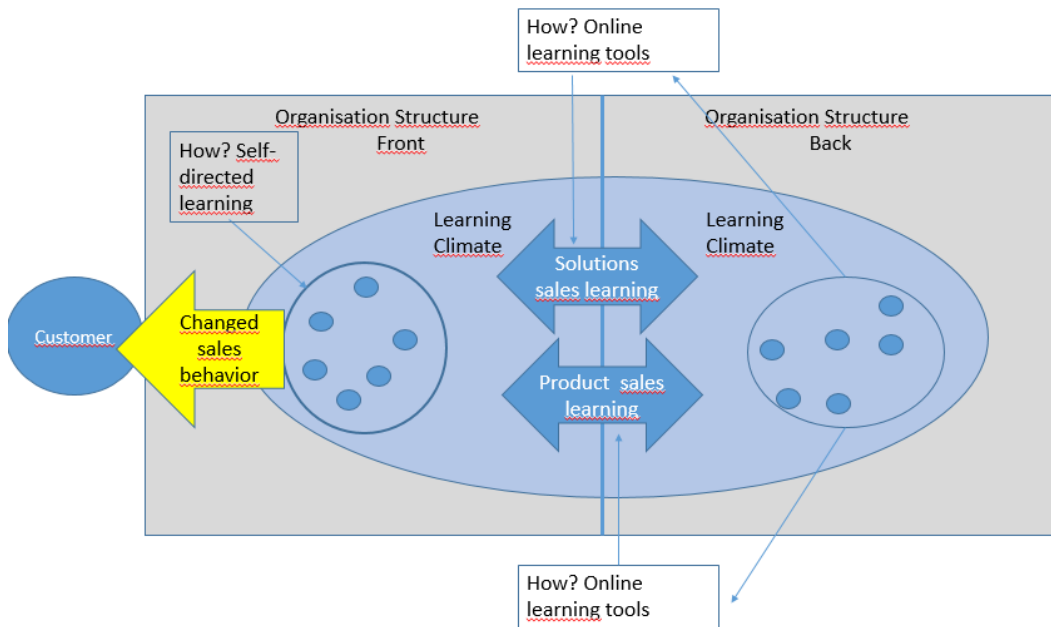 How? Online
learning tools
Organisation Structure
Front
Organisation Structure
Back
How? Self-
directed
learning
Learning
Climate
Learning
Climate
Solutions
sales learning
Customer
Changed
sales
behavior
Product  sales
learning
How? Online
learning tools